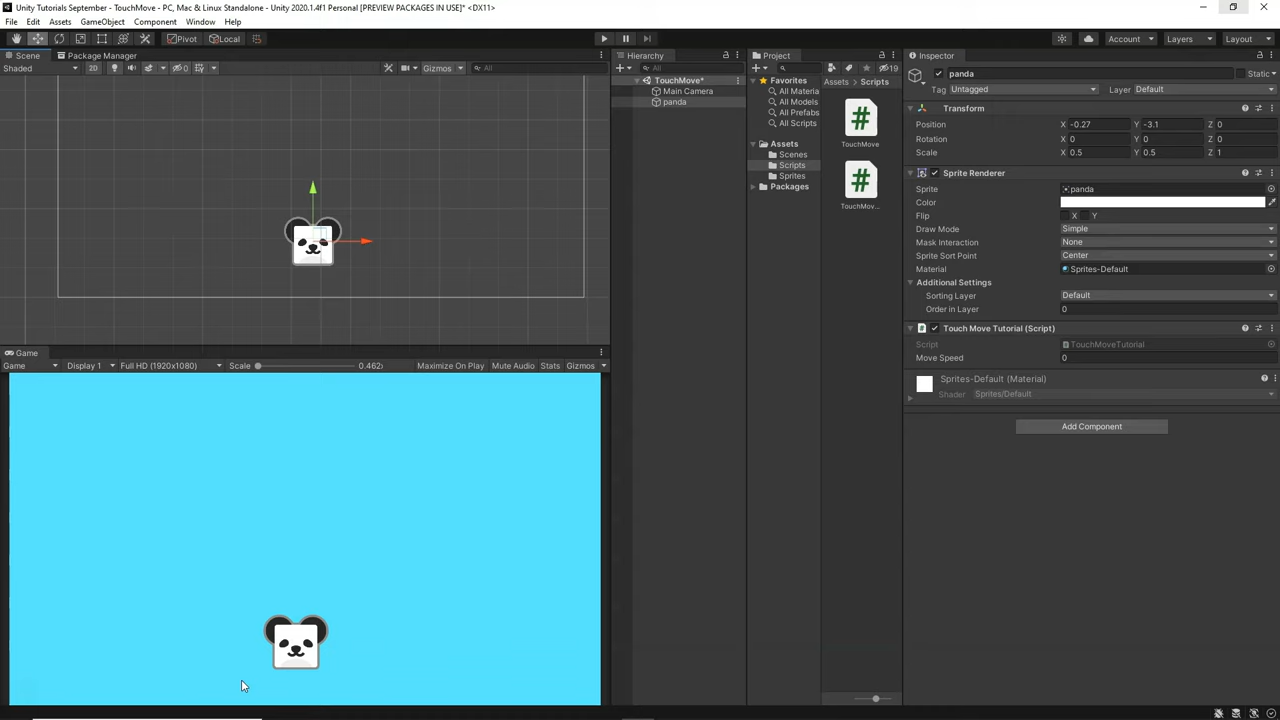 Unity Tutorials September - TouchMove - PC, Mac & Linux Standalone - Unity 2020.1.4f1 Personal [PREVIEW PACKAGES IN USE]* <DX11>
File Edit Assets GameObject Component Window Help
Pivot Local Account Layers Layout
Scene Package Manager
Shaded 2D 0 Gizmos All
Hierarchy
All
TouchMove*
Main Camera
panda
Project
19
Favorites
All Materia
All Models
All Prefabs
All Scripts
Assets
Scenes
Scripts
Sprites
Packages
Assets > Scripts
TouchMove
TouchMov...
Inspector
panda Static
Tag Untagged Layer Default
Transform
Position X -0.27 Y -3.1 Z 0
Rotation X 0 Y 0 Z 0
Scale X 0.5 Y 0.5 Z 1
Sprite Renderer
Sprite panda
Color
Flip X Y
Draw Mode Simple
Mask Interaction None
Sprite Sort Point Center
Material Sprites-Default
Additional Settings
Sorting Layer Default
Order in Layer 0
Touch Move Tutorial (Script)
Script TouchMoveTutorial
Move Speed 0
Sprites-Default (Material)
Shader Sprites/Default
Add Component
Game
Game Display 1 Full HD (1920x1080) Scale 0.462x Maximize On Play Mute Audio Stats Gizmos